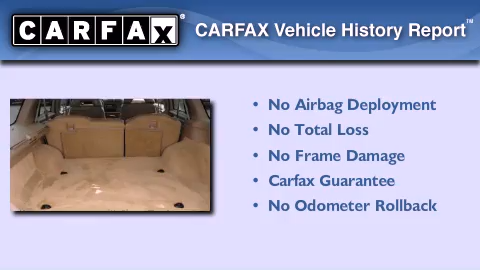 CARFAX® CARFAX Vehicle History Report™
• No Airbag Deployment
• No Total Loss
• No Frame Damage
• Carfax Guarantee
• No Odometer Rollback